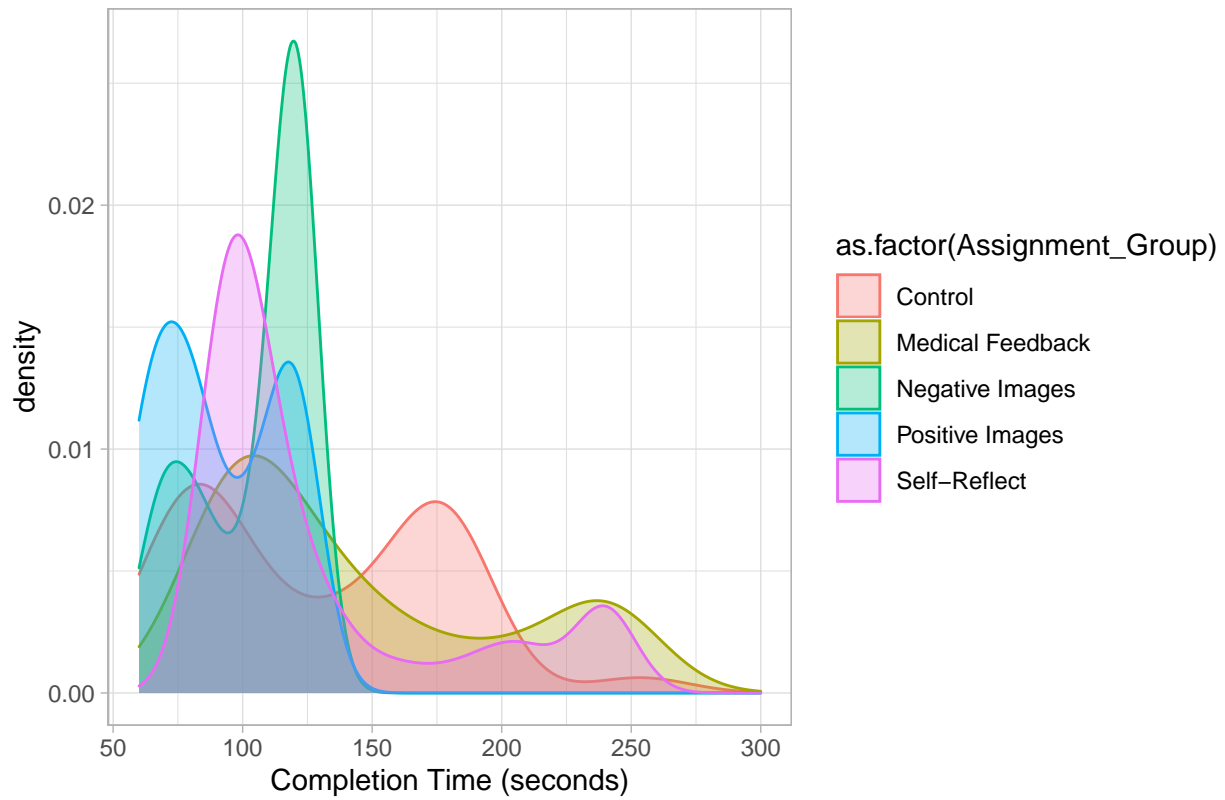 density
0.02
0.01
0.00
50
100
150
200
250
300
Completion Time (seconds)
as.factor(Assignment_Group)
Control
Medical Feedback
Negative Images
Positive Images
Self−Reflect